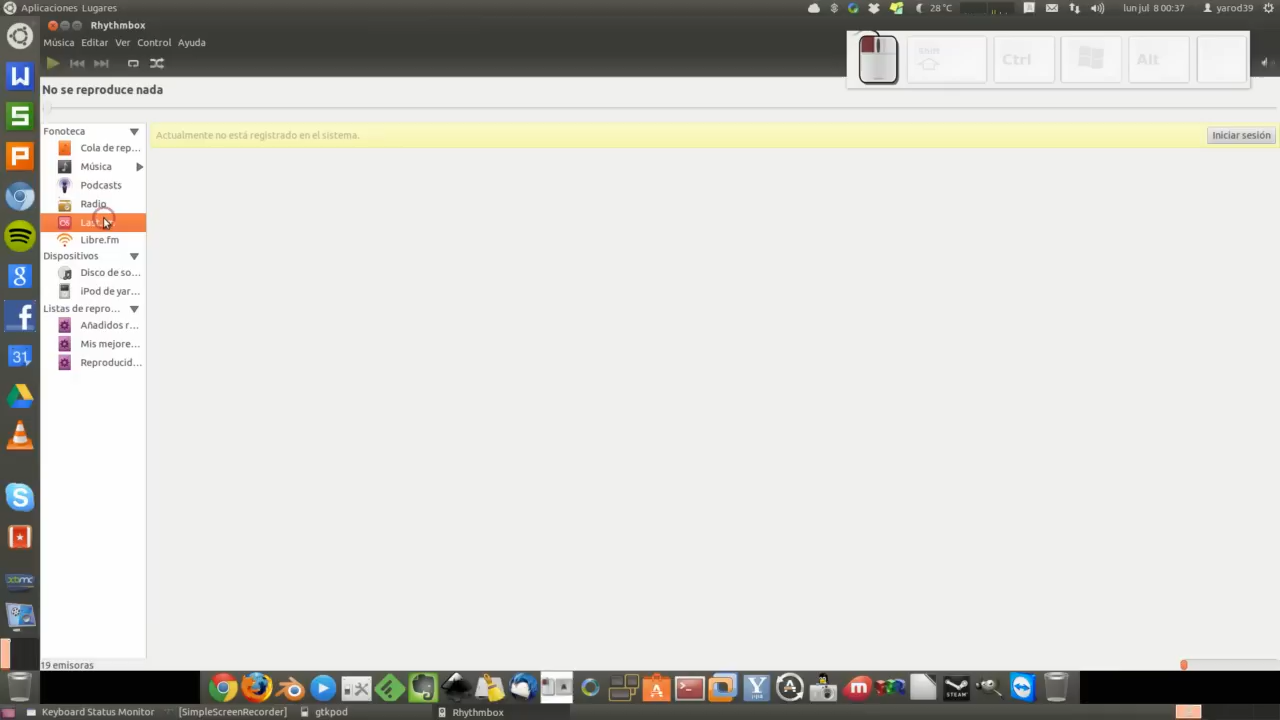 Aplicaciones Lugares
28 °C
lun jul 8 00:37
yarod39
Rhythmbox
Música Editar Ver Control Ayuda
Shift
Ctrl
Alt
No se reproduce nada
Fonoteca
Actualmente no está registrado en el sistema.
Iniciar sesión
Cola de rep...
Música
Podcasts
Radio
Libre.fm
Dispositivos
Disco de so...
iPod de yar...
Listas de repro...
Añadidos r...
Mis mejore...
Reproducid...
31
19 emisoras
STEAM
Keyboard Status Monitor
[SimpleScreenRecorder]
gtkpod
Rhythmbox